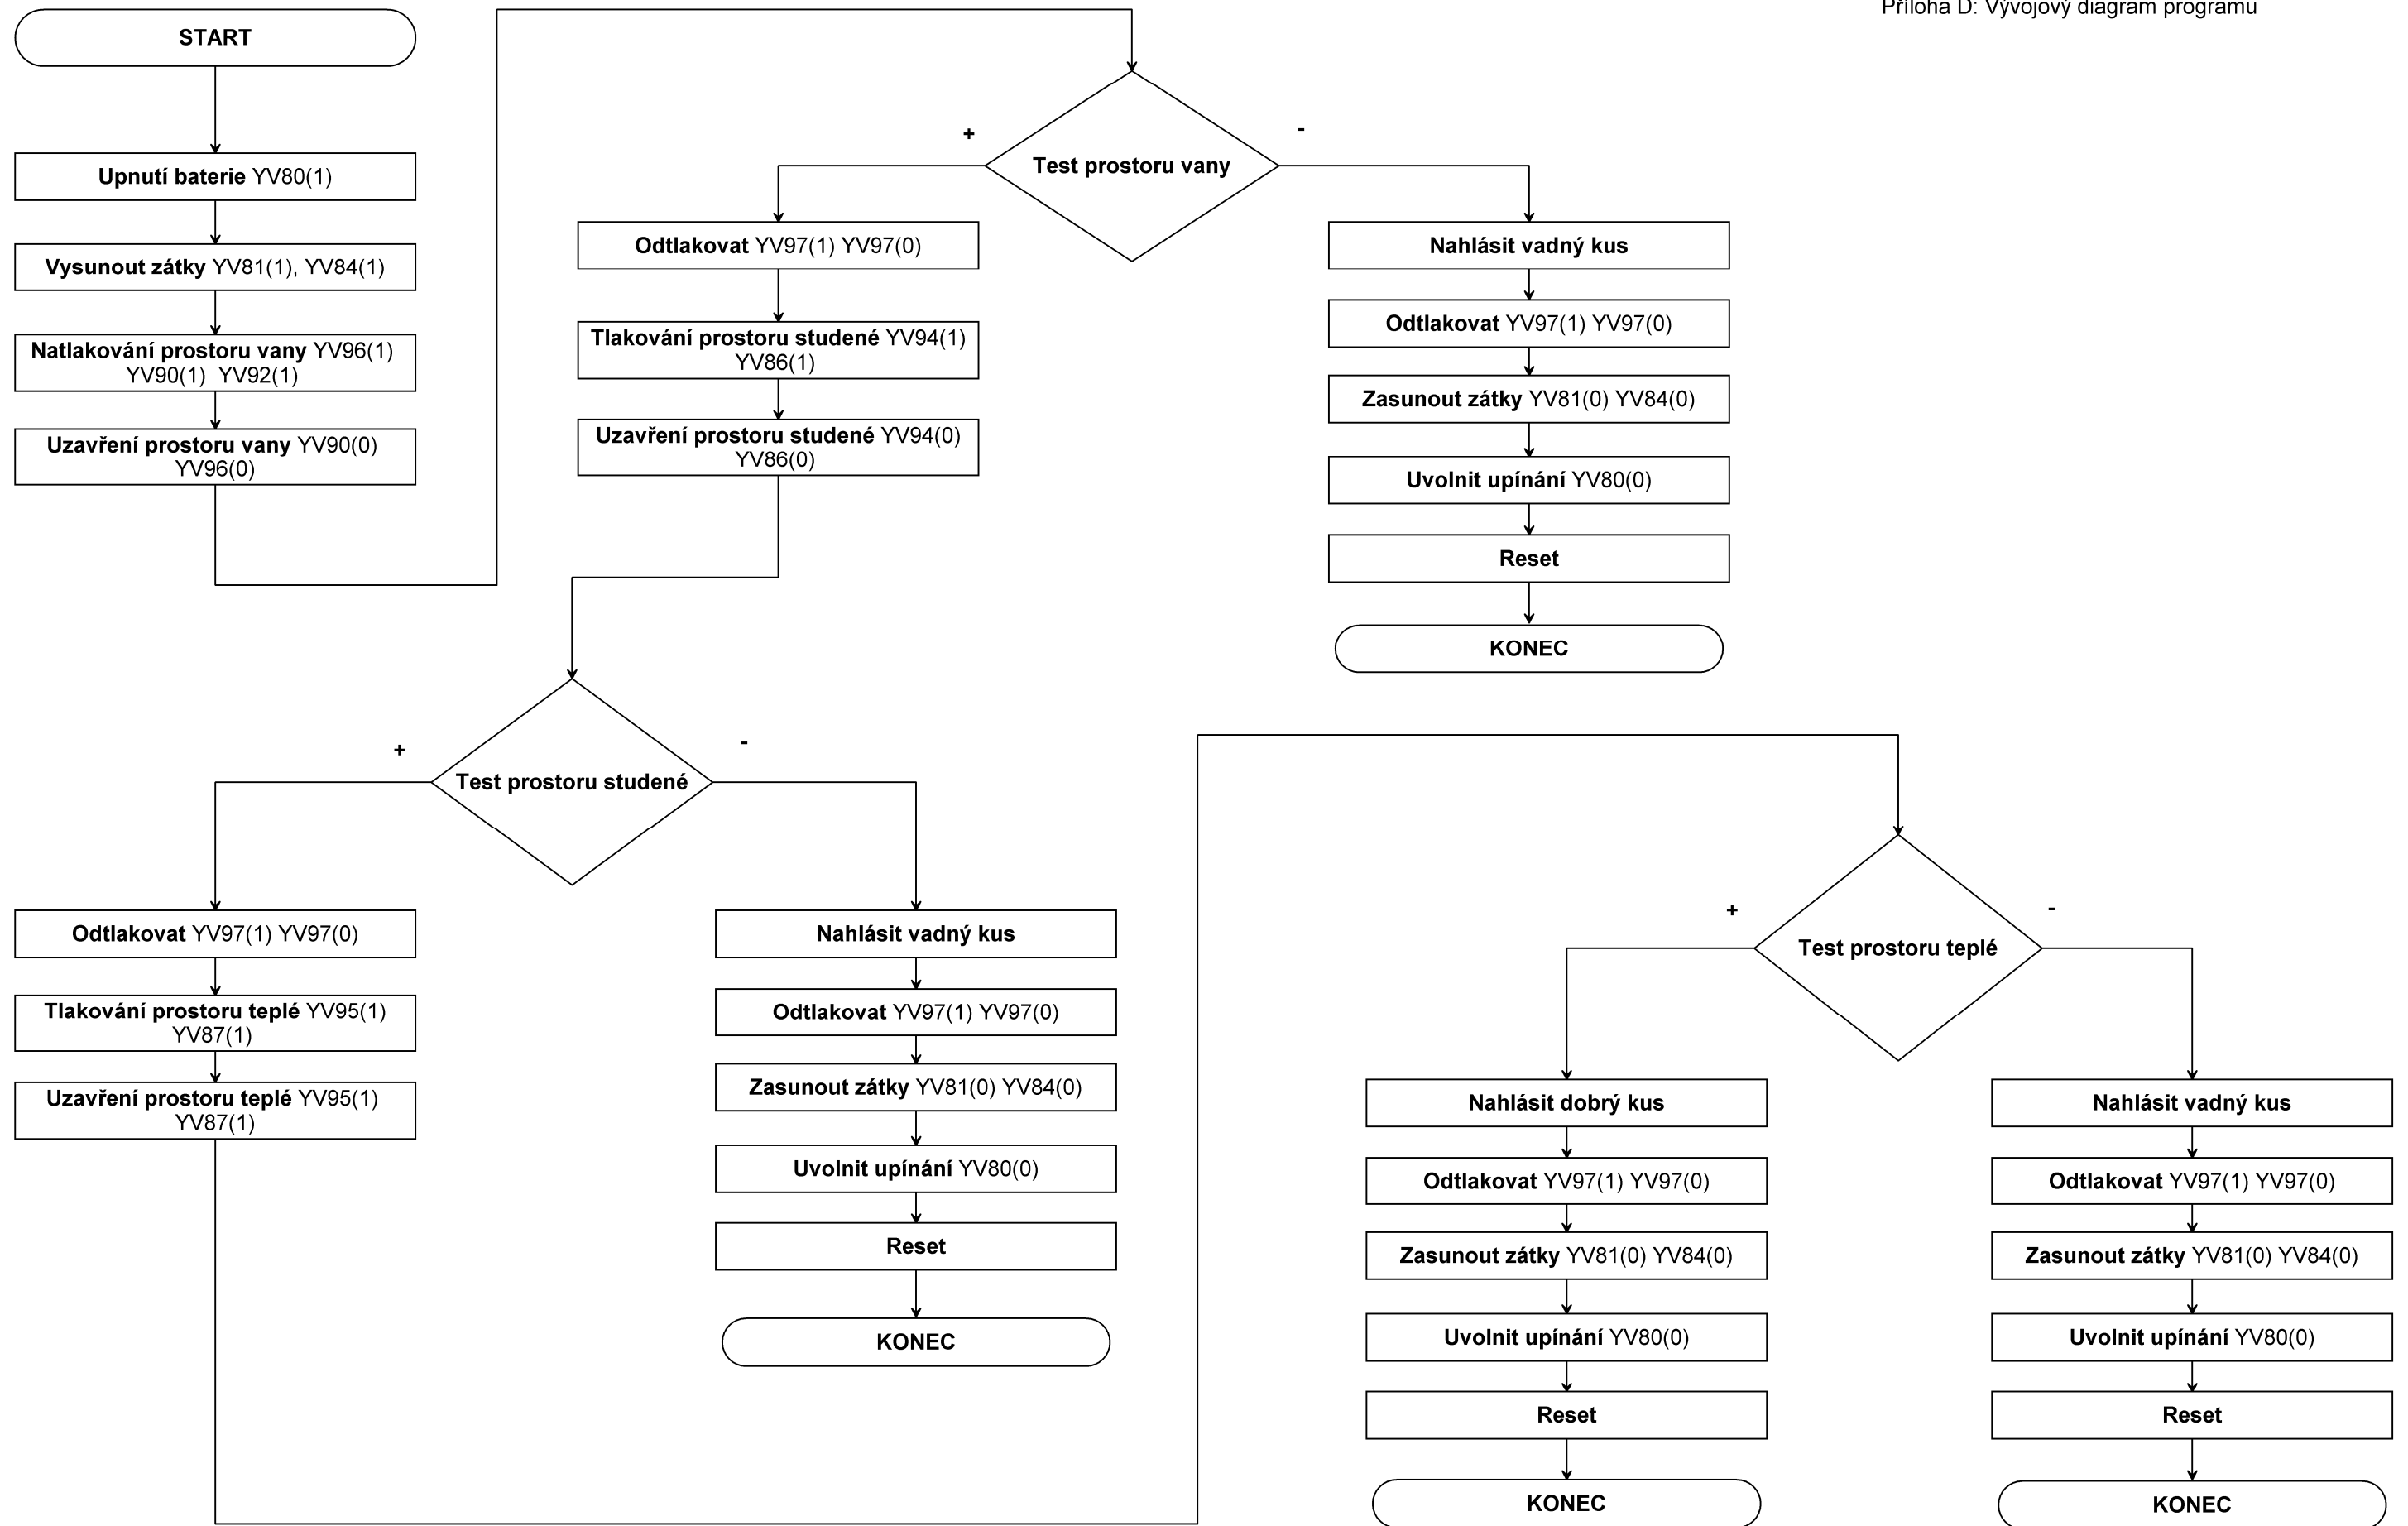 Příloha D: Vývojový diagram programu
START
Upnutí baterie YV80(1)
Vysunout zátky YV81(1), YV84(1)
Natlakování prostoru vany YV96(1)
YV90(1) YV92(1)
Uzavření prostoru vany YV90(0)
YV96(0)
+
-
Test prostoru vany
Odtlakovat YV97(1) YV97(0)
Tlakování prostoru studené YV94(1)
YV86(1)
Uzavření prostoru studené YV94(0)
YV86(0)
Nahlásit vadný kus
Odtlakovat YV97(1) YV97(0)
Zasunout zátky YV81(0) YV84(0)
Uvolnit upínání YV80(0)
Reset
KONEC
+
-
Test prostoru studené
Odtlakovat YV97(1) YV97(0)
Tlakování prostoru teplé YV95(1)
YV87(1)
Uzavření prostoru teplé YV95(1)
YV87(1)
Nahlásit vadný kus
Odtlakovat YV97(1) YV97(0)
Zasunout zátky YV81(0) YV84(0)
Uvolnit upínání YV80(0)
Reset
KONEC
+
-
Test prostoru teplé
Nahlásit dobrý kus
Odtlakovat YV97(1) YV97(0)
Zasunout zátky YV81(0) YV84(0)
Uvolnit upínání YV80(0)
Reset
KONEC
Nahlásit vadný kus
Odtlakovat YV97(1) YV97(0)
Zasunout zátky YV81(0) YV84(0)
Uvolnit upínání YV80(0)
Reset
KONEC